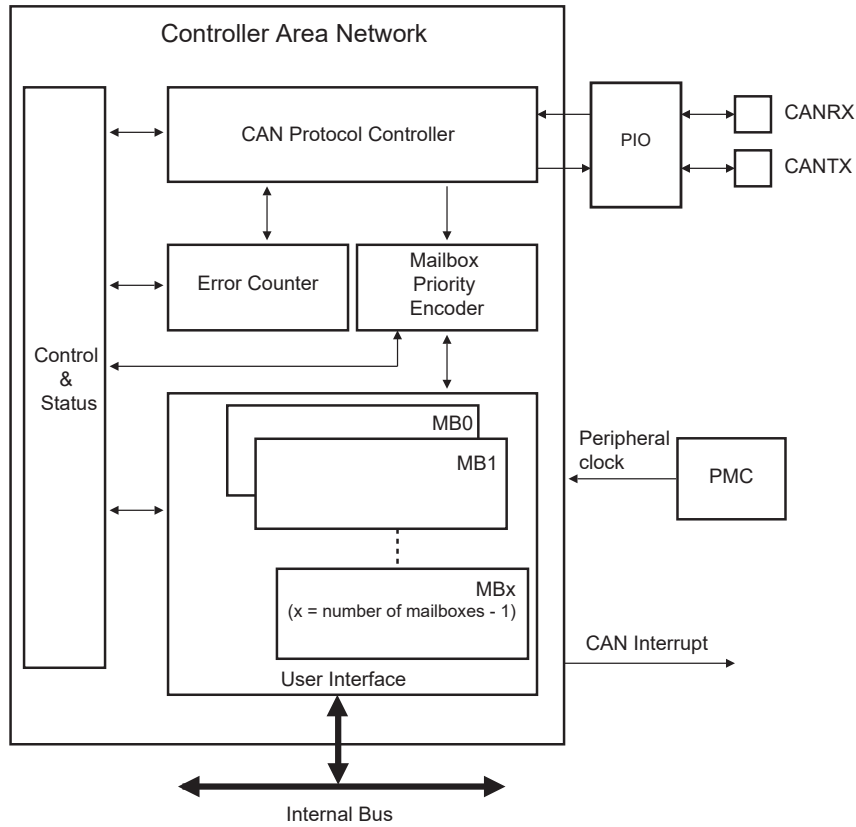 Controller Area Network
CAN Protocol Controller
PIO
CANRX
CANTX
Error Counter
Mailbox
Priority
Encoder
Control
&
Status
MB0
MB1
MBx
(x = number of mailboxes - 1)
User Interface
Peripheral
clock
PMC
CAN Interrupt
Internal Bus